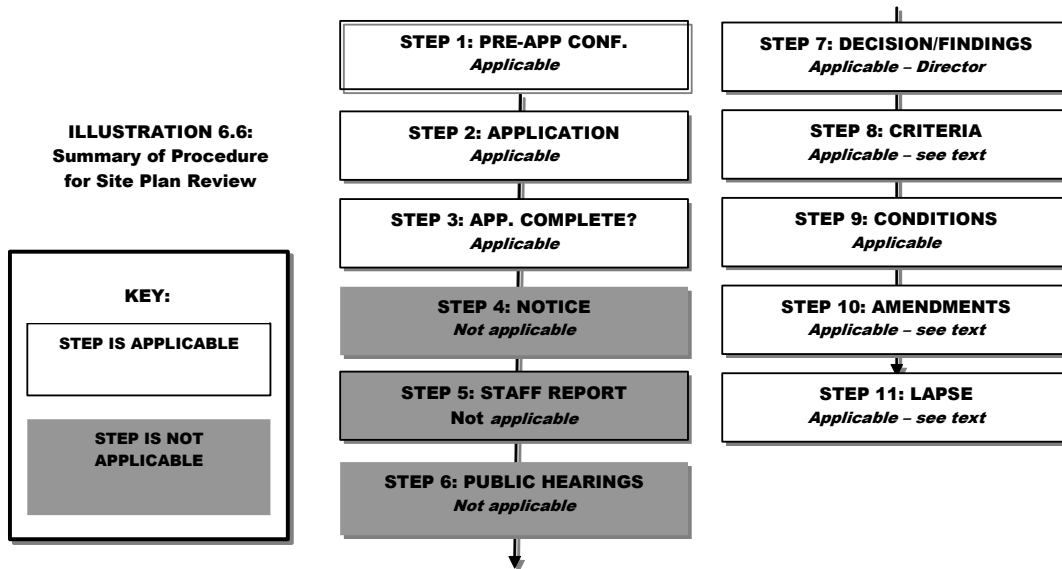 ILLUSTRATION 6.6:
Summary of Procedure
for Site Plan Review
KEY:
STEP IS APPLICABLE
STEP IS NOT
APPLICABLE
STEP 1: PRE-APP CONF.
Applicable
STEP 2: APPLICATION
Applicable
STEP 3: APP. COMPLETE?
Applicable
STEP 4: NOTICE
Not applicable
STEP 5: STAFF REPORT
Not applicable
STEP 6: PUBLIC HEARINGS
Not applicable
STEP 7: DECISION/FINDINGS
Applicable – Director
STEP 8: CRITERIA
Applicable – see text
STEP 9: CONDITIONS
Applicable
STEP 10: AMENDMENTS
Applicable – see text
STEP 11: LAPSE
Applicable – see text